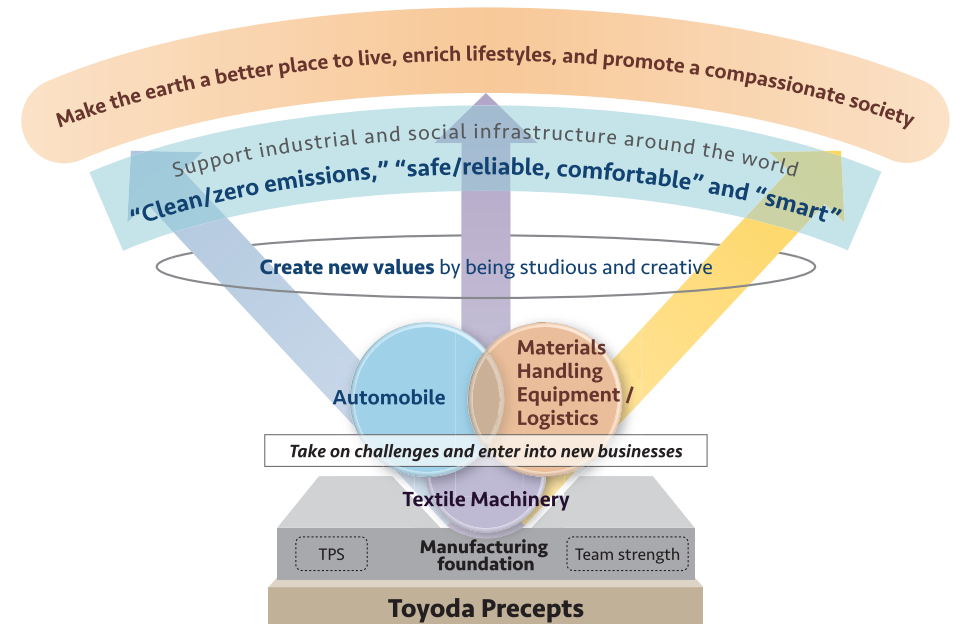 Make the earth a better place to live, enrich lifestyles, and promote a compassionate society
Support industrial and social infrastructure around the world
“Clean/zero emissions,” “safe/reliable, comfortable” and “smart”
Create new values by being studious and creative
Automobile
Materials
Handling
Equipment /
Logistics
Take on challenges and enter into new businesses
Textile Machinery
TPS
Manufacturing
foundation
Team strength
Toyoda Precepts